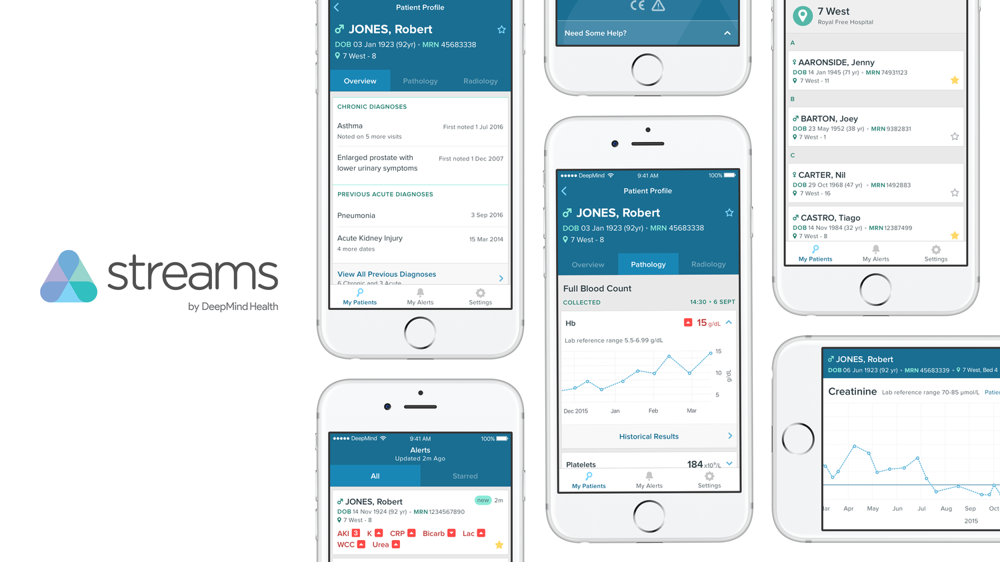 streams
by DeepMind Health
Patient Profile
JONES, Robert
DOB 03 Jan 1923 (92yr) • MRN 45683338
7 West - 8
Overview Pathology Radiology
CHRONIC DIAGNOSES
Asthma First noted 1 Jul 2016
Noted on 5 more visits
Enlarged prostate with First noted 1 Dec 2007
lower urinary symptoms
PREVIOUS ACUTE DIAGNOSES
Pneumonia 3 Sep 2016
Acute Kidney Injury 15 Mar 2014
4 more dates
View All Previous Diagnoses
6 Chronic and 3 Acute
My Patients My Alerts Settings
DeepMind 9:41 AM 100%
Alerts
Updated 2m Ago
All Starred
JONES, Robert new 2m
DOB 14 Nov 1924 (92 yr) • MRN 1234567890
7 West - 8
AKI 3 K CRP Bicarb Lac
WCC Urea
CE
Need Some Help?
DeepMind 9:41 AM 100%
Patient Profile
JONES, Robert
DOB 03 Jan 1923 (92yr) • MRN 45683338
7 West - 8
Overview Pathology Radiology
Full Blood Count
COLLECTED 14:30 • 6 SEPT
Hb 15 g/dL
Lab reference range 5.5-6.99 g/dL
15
10
5
g/dL
Dec 2015 Jan Feb Mar
Historical Results
Platelets 184 x10⁹/L
My Patients My Alerts Settings
7 West
Royal Free Hospital
A
AARONSIDE, Jenny
DOB 14 Jan 1945 (71 yr) • MRN 74931123
7 West - 11
B
BARTON, Joey
DOB 23 May 1952 (38 yr) • MRN 9382831
7 West - 1
C
CARTER, Nil
DOB 29 Oct 1968 (47 yr) • MRN 1492883
7 West - 16
CASTRO, Tiago
DOB 14 Nov 1984 (32 yr) • MRN 12387499
7 West - 8
My Patients My Alerts Settings
JONES, Robert
DOB 06 Jun 1923 (92 yr) • MRN 45683339 • 7 West, Bed 4
Creatinine Lab reference range 70-85 µmol/L Patie
Mar Apr May Jun Jul Aug Sep Oct
2015